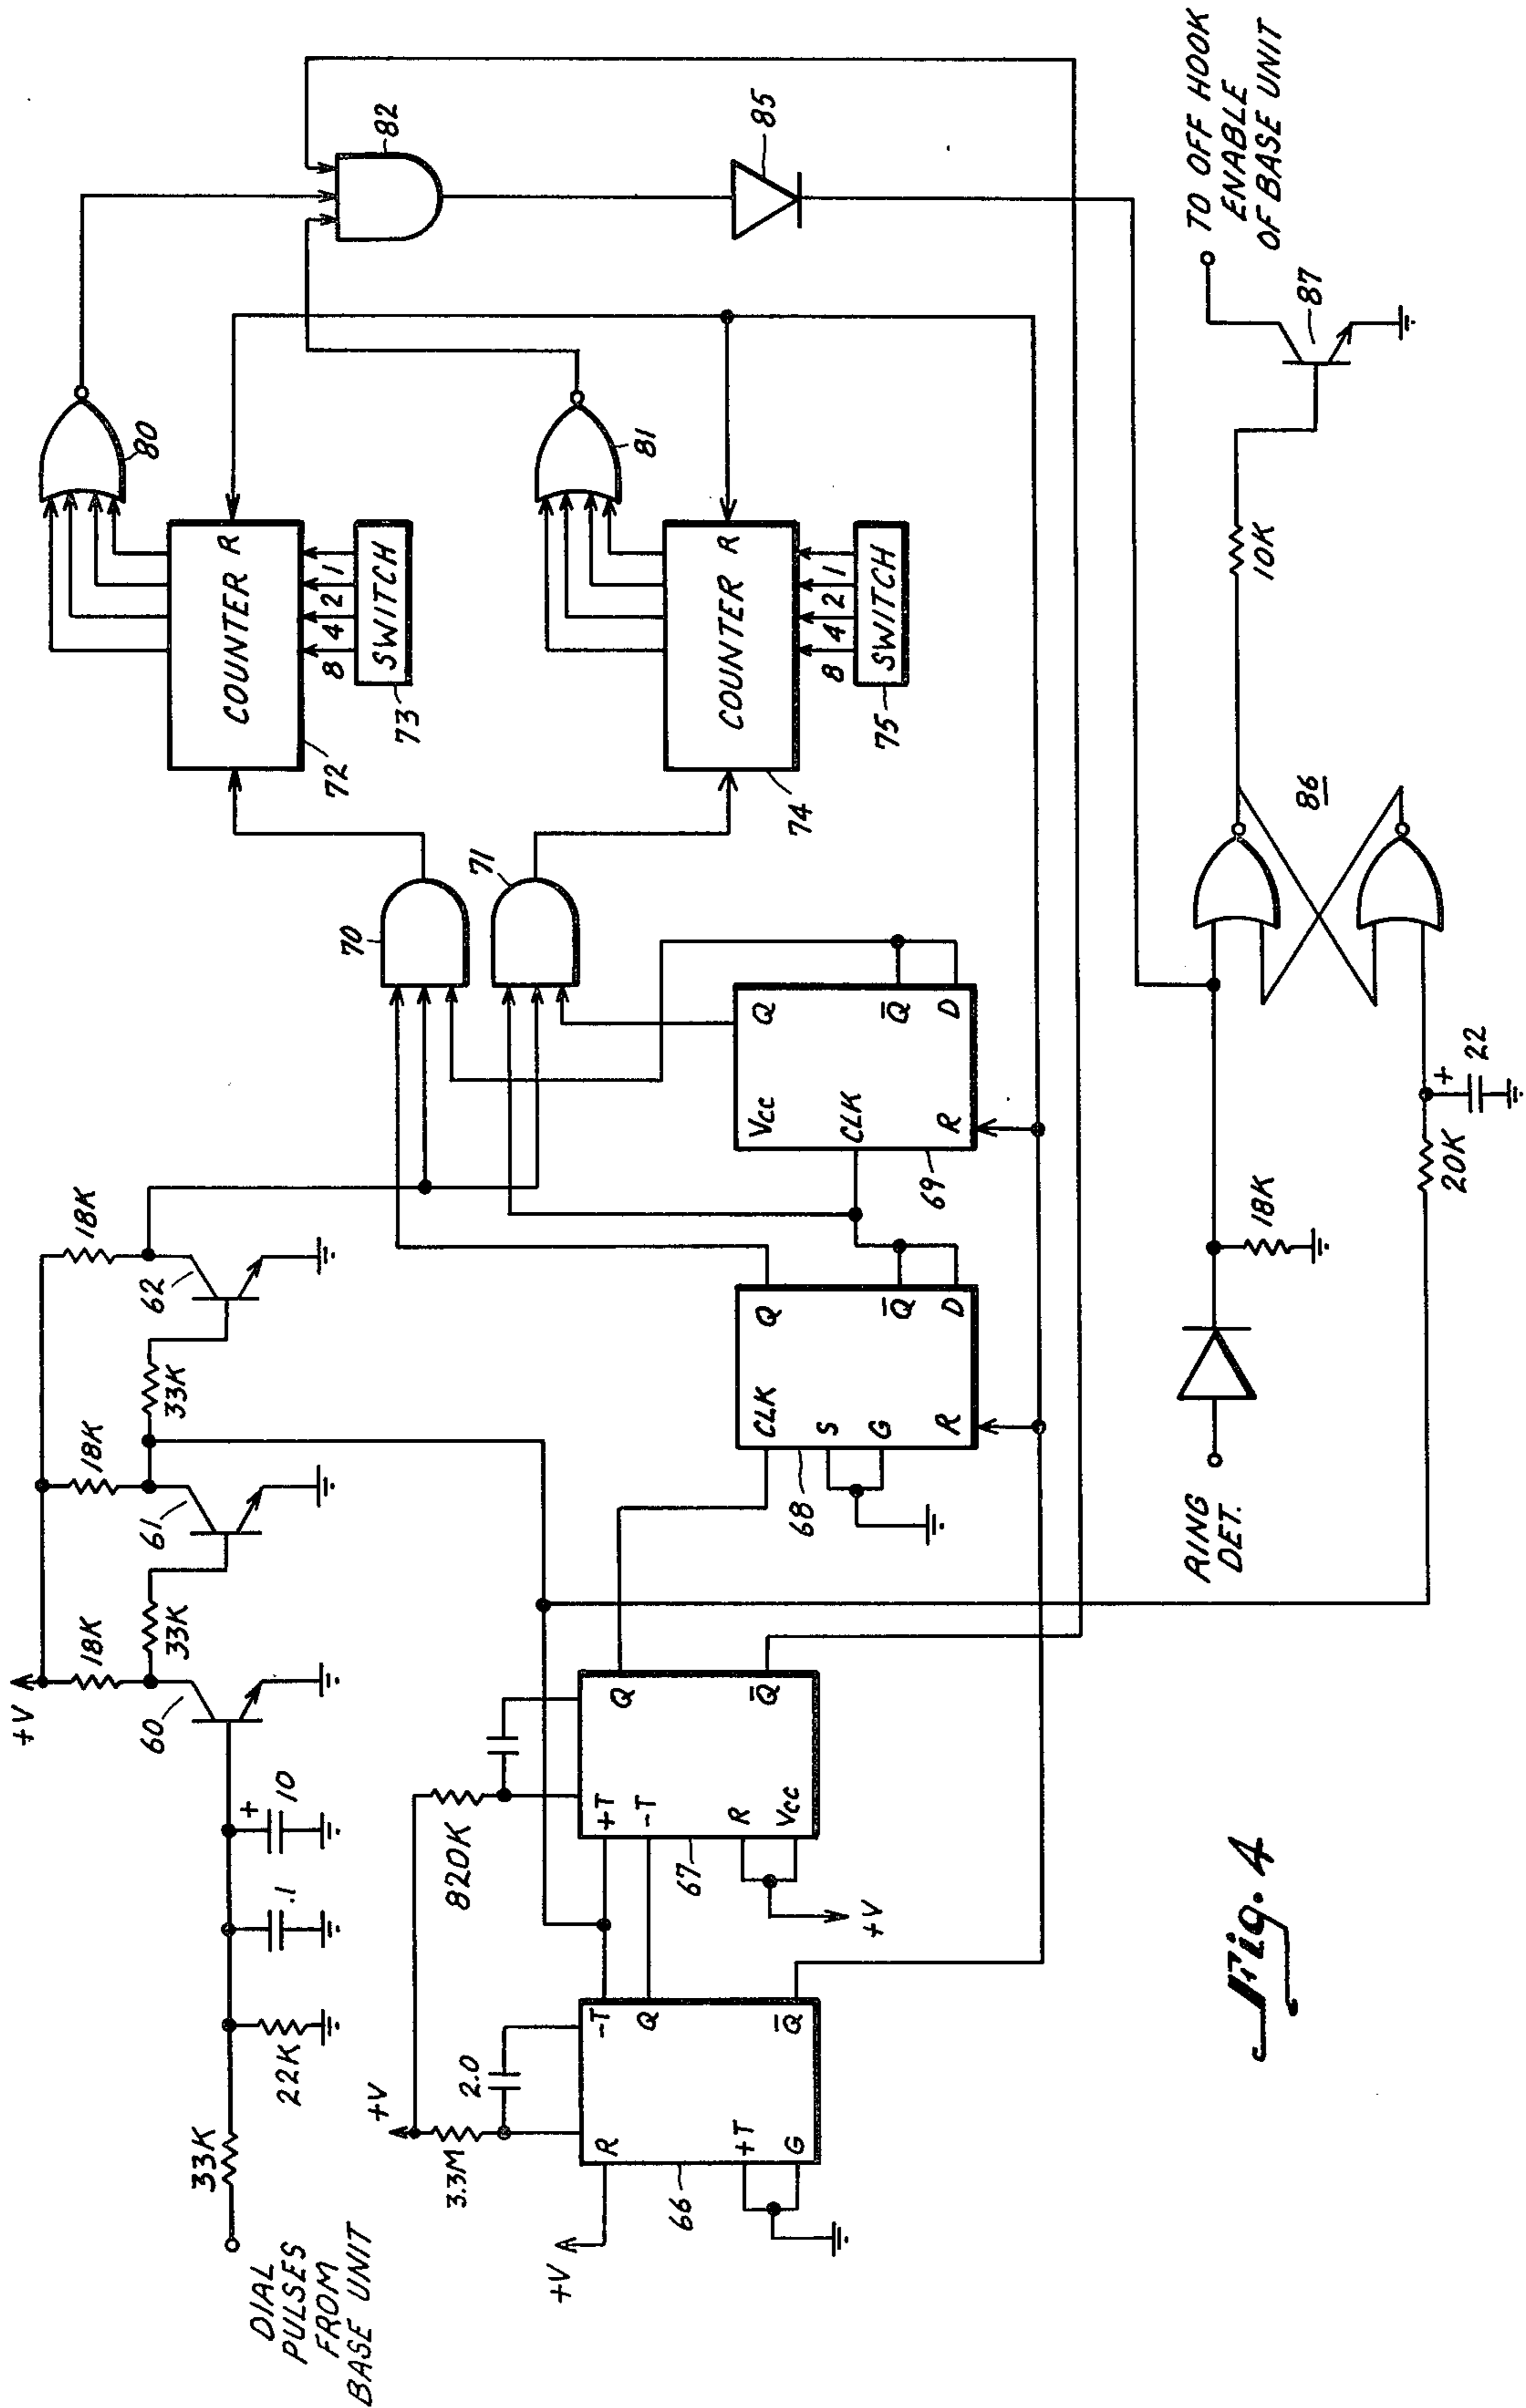 DIAL
PULSES
FROM
BASE UNIT
33K
22K
.1
+
10
60
+V
18K
33K
61
18K
33K
62
18K
+V
3.3M
2.0
+V
R
-T
Q
Q̅
+T
G
66
820K
+T
-T
R
Vcc
Q
Q̅
67
+V
CLK
S
G
R
Q
Q̅
D
68
Vcc
CLK
R
Q
Q̅
D
69
70
71
COUNTER
R
72
8 4 2 1
SWITCH
73
COUNTER
R
74
8 4 2 1
SWITCH
75
80
81
82
85
RING
DET.
18K
20K
+
22
86
10K
87
TO OFF HOOK
ENABLE
OF BASE UNIT
Fig. 4